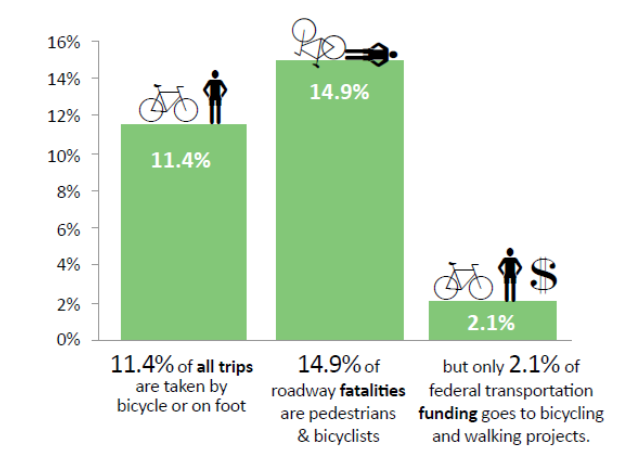 16%
14%
12%
10%
8%
6%
4%
2%
0%
11.4%
14.9%
$
2.1%
11.4% of all trips
are taken by
bicycle or on foot
14.9% of
roadway fatalities
are pedestrians
& bicyclists
but only 2.1% of
federal transportation
funding goes to bicycling
and walking projects.